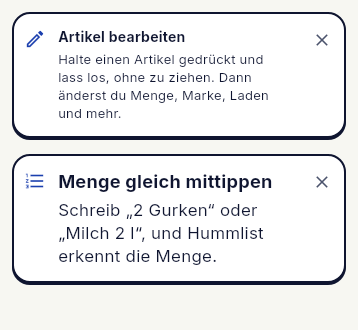 Artikel bearbeiten
Halte einen Artikel gedrückt und
lass los, ohne zu ziehen. Dann
änderst du Menge, Marke, Laden
und mehr.
Menge gleich mittippen
Schreib „2 Gurken“ oder
„Milch 2 l“, und Hummlist
erkennt die Menge.